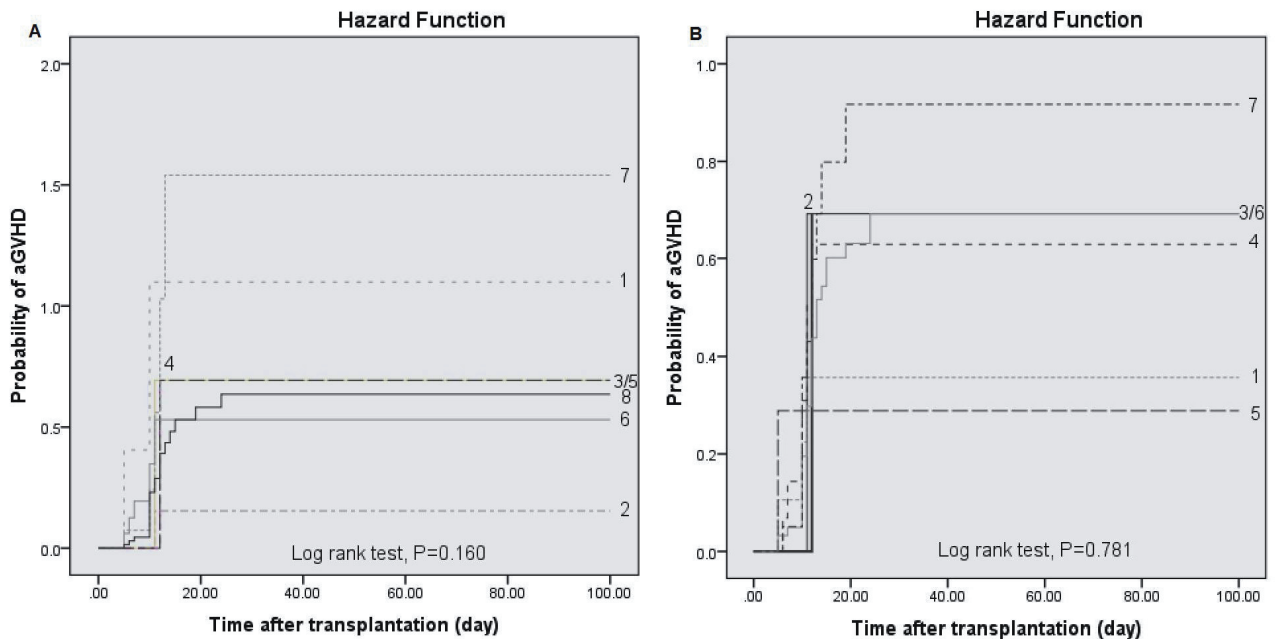 A
Hazard Function
Probability of aGVHD
2.0
1.5
1.0
0.5
0.0
7
1
4
3/5
8
6
2
Log rank test, P=0.160
.00 20.00 40.00 60.00 80.00 100.00
Time after transplantation (day)
B
Hazard Function
Probability of aGVHD
1.0
0.8
0.6
0.4
0.2
0.0
7
2
3/6
4
1
5
Log rank test, P=0.781
.00 20.00 40.00 60.00 80.00 100.00
Time after transplantation (day)